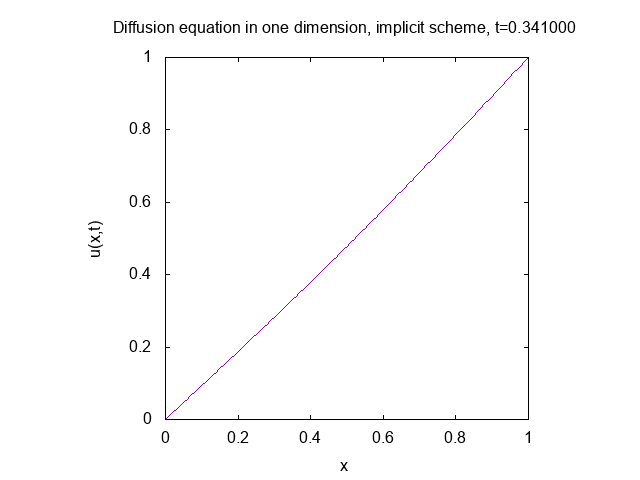 Diffusion equation in one dimension, implicit scheme, t=0.341000
1
0.8
0.6
0.4
0.2
0
u(x,t)
0 0.2 0.4 0.6 0.8 1
x